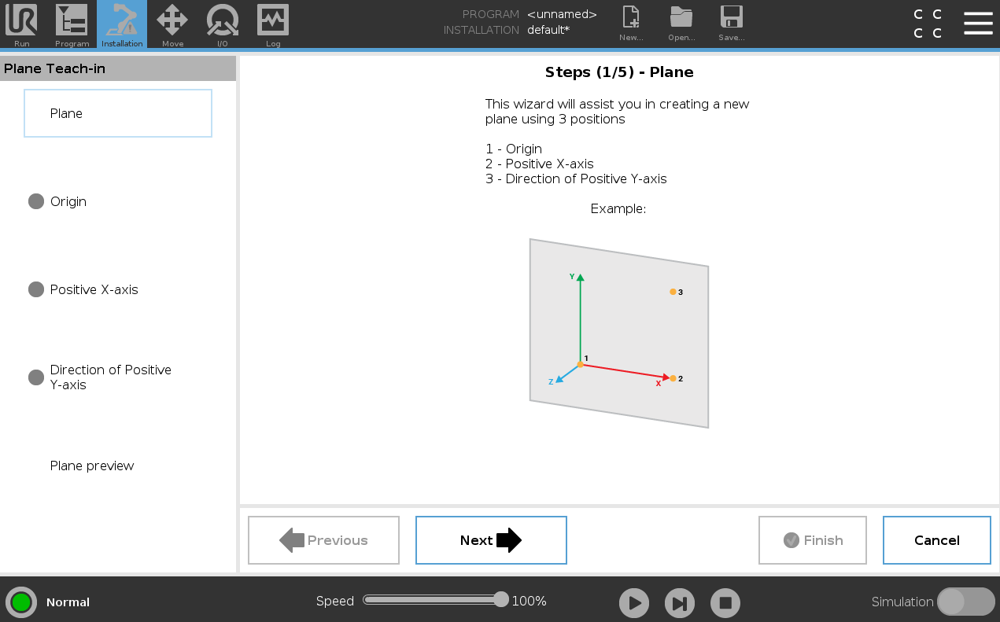 Run
Program
Installation
Move
I/O
Log
PROGRAM <unnamed>
INSTALLATION default*
New...
Open...
Save...
C C
C C
Plane Teach-in
Plane
Origin
Positive X-axis
Direction of Positive
Y-axis
Plane preview
Steps (1/5) - Plane
This wizard will assist you in creating a new
plane using 3 positions
1 - Origin
2 - Positive X-axis
3 - Direction of Positive Y-axis
Example:
Y
3
1
Z
X
2
Previous
Next
Finish
Cancel
Normal
Speed
100%
Simulation